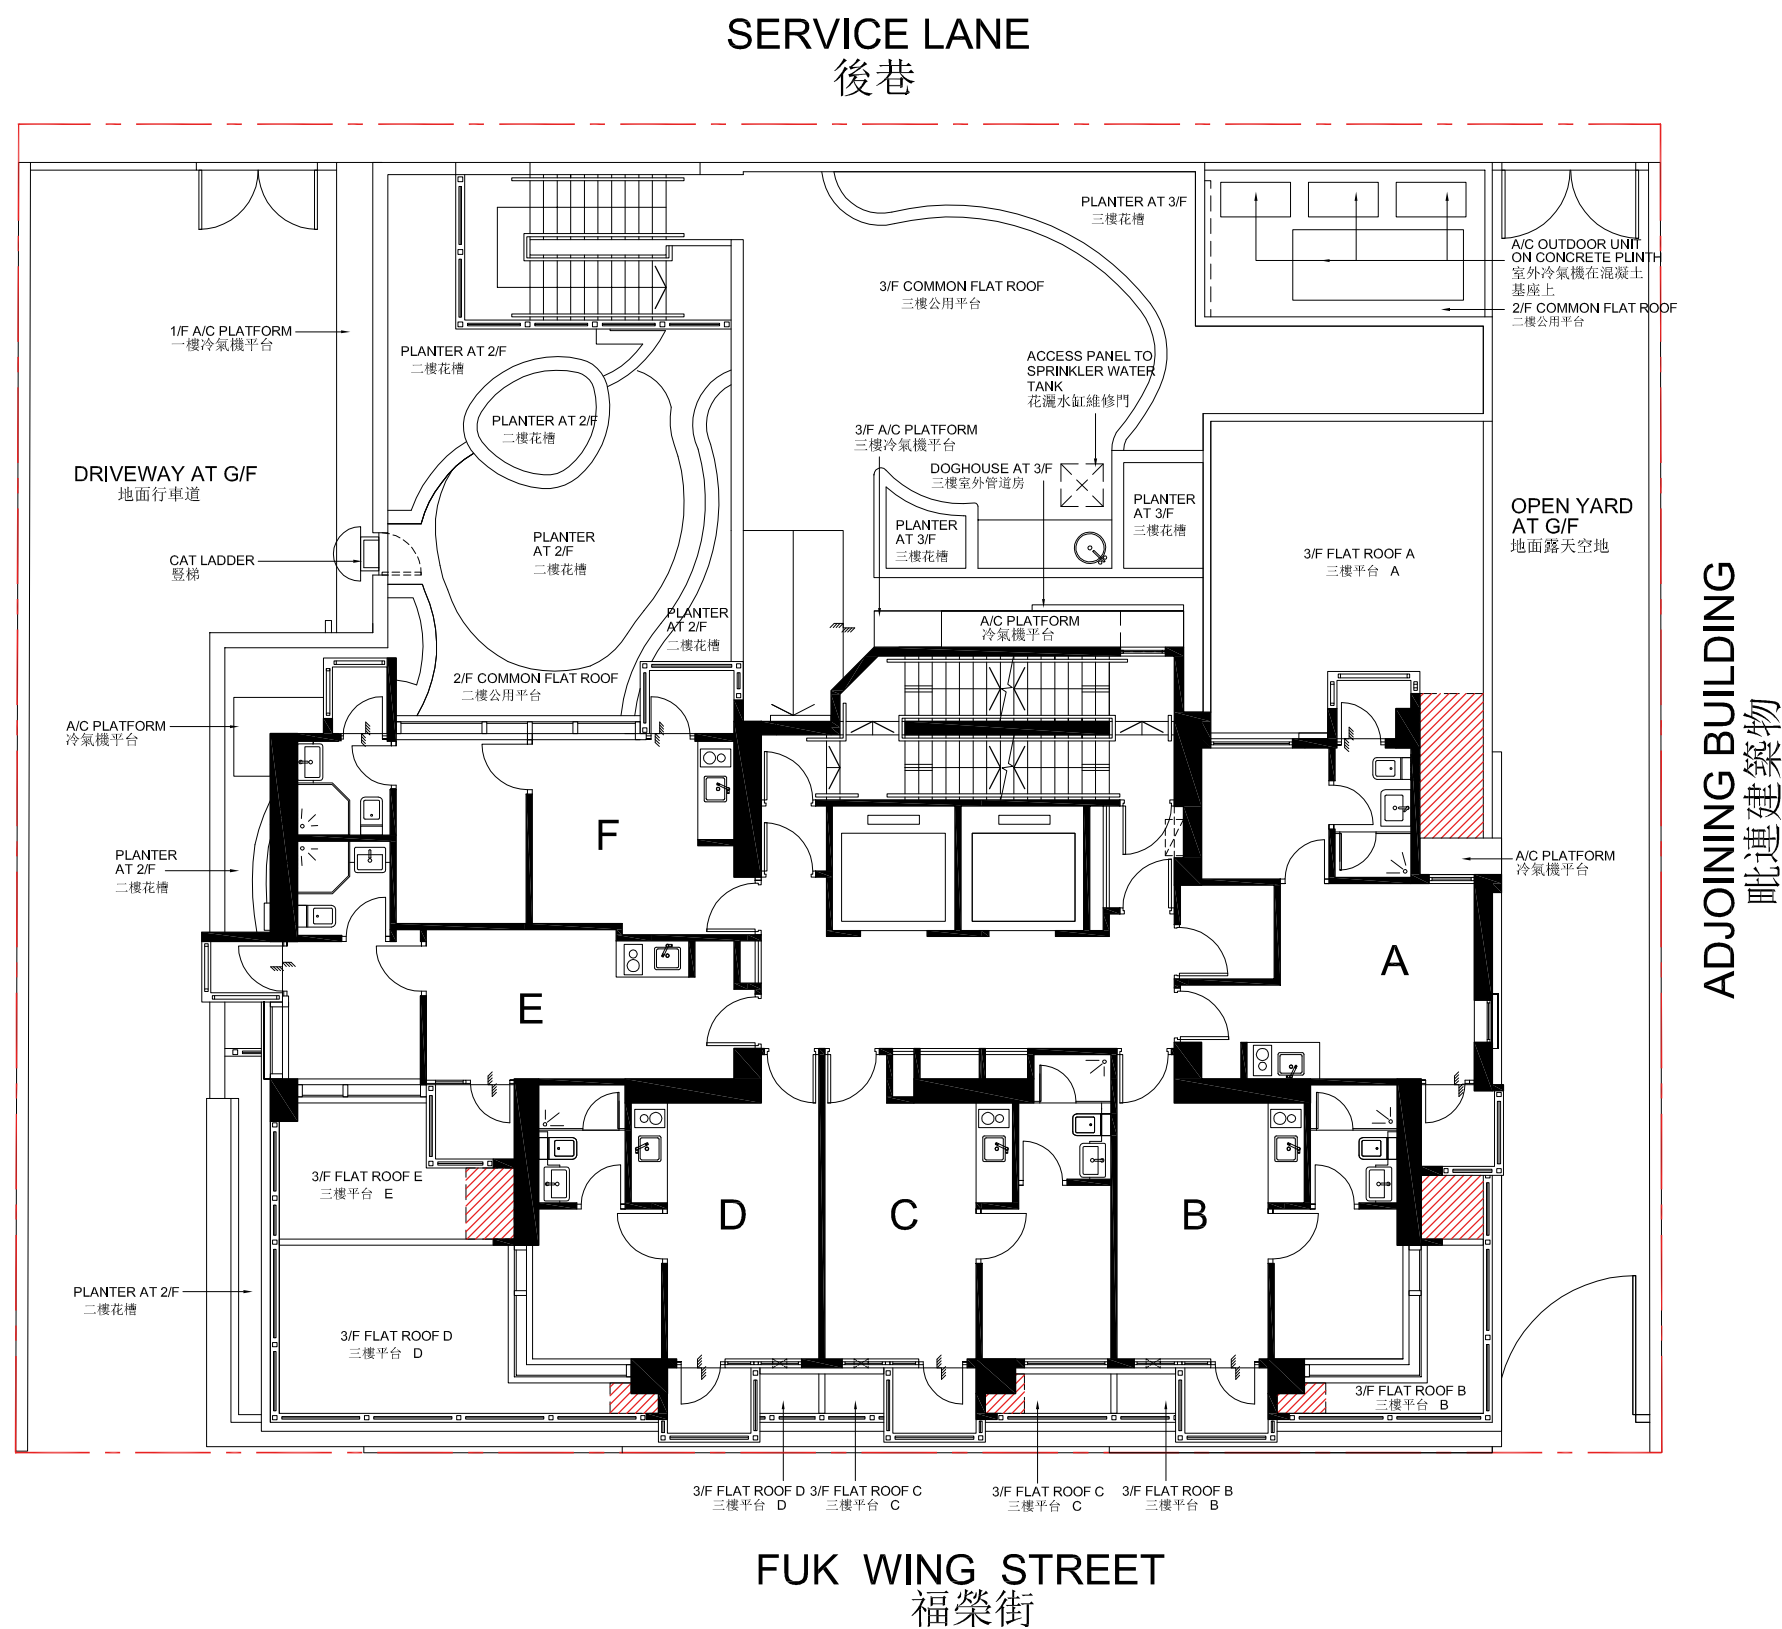 SERVICE LANE
後巷
PLANTER AT 3/F
三樓花槽
A/C OUTDOOR UNIT
ON CONCRETE PLINTH
室外冷氣機在混凝土
基座上
3/F COMMON FLAT ROOF
三樓公用平台
2/F COMMON FLAT ROOF
二樓公用平台
1/F A/C PLATFORM
一樓冷氣機平台
PLANTER AT 2/F
二樓花槽
ACCESS PANEL TO
SPRINKLER WATER
TANK
花灑水缸維修門
PLANTER AT 2/F
二樓花槽
3/F A/C PLATFORM
三樓冷氣機平台
DRIVEWAY AT G/F
地面行車道
DOGHOUSE AT 3/F
三樓室外管道房
PLANTER
AT 3/F
三樓花槽
OPEN YARD
AT G/F
地面露天空地
PLANTER
AT 3/F
三樓花槽
PLANTER
AT 2/F
二樓花槽
3/F FLAT ROOF A
三樓平台 A
CAT LADDER
豎梯
PLANTER
AT 2/F
二樓花槽
A/C PLATFORM
冷氣機平台
2/F COMMON FLAT ROOF
二樓公用平台
A/C PLATFORM
冷氣機平台
ADJOINING BUILDING
毗連建築物
F
PLANTER
AT 2/F
二樓花槽
A/C PLATFORM
冷氣機平台
A
E
3/F FLAT ROOF E
三樓平台 E
D
C
B
PLANTER AT 2/F
二樓花槽
3/F FLAT ROOF D
三樓平台 D
3/F FLAT ROOF B
三樓平台 B
3/F FLAT ROOF D
三樓平台 D
3/F FLAT ROOF C
三樓平台 C
3/F FLAT ROOF C
三樓平台 C
3/F FLAT ROOF B
三樓平台 B
FUK WING STREET
福榮街